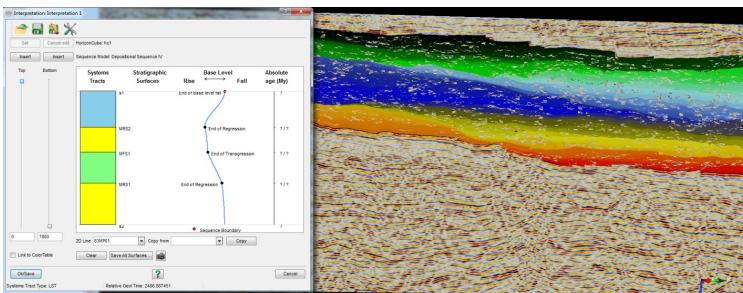 Interpretation: Interpretation 1
Set Cancel edit HorizonCube: hc1
Insert Insert Sequence Model: Depositional Sequence IV
Top Bottom
Systems Tracts Stratigraphic Surfaces Base Level Rise Fall Absolute age (My)
s1 End of base level fall ?
MRS2 End of Regression ? / ?
MFS1 End of Transgression ? / ?
MRS1 End of Regression ? / ?
s2 Sequence Boundary ?
0 7000 2D Line Copy from Copy
Link to ColorTable Clear Save All Surfaces...
Ok/Save ? Cancel
Systems Tract Type: LST Relative Geol Time: 2486.567451